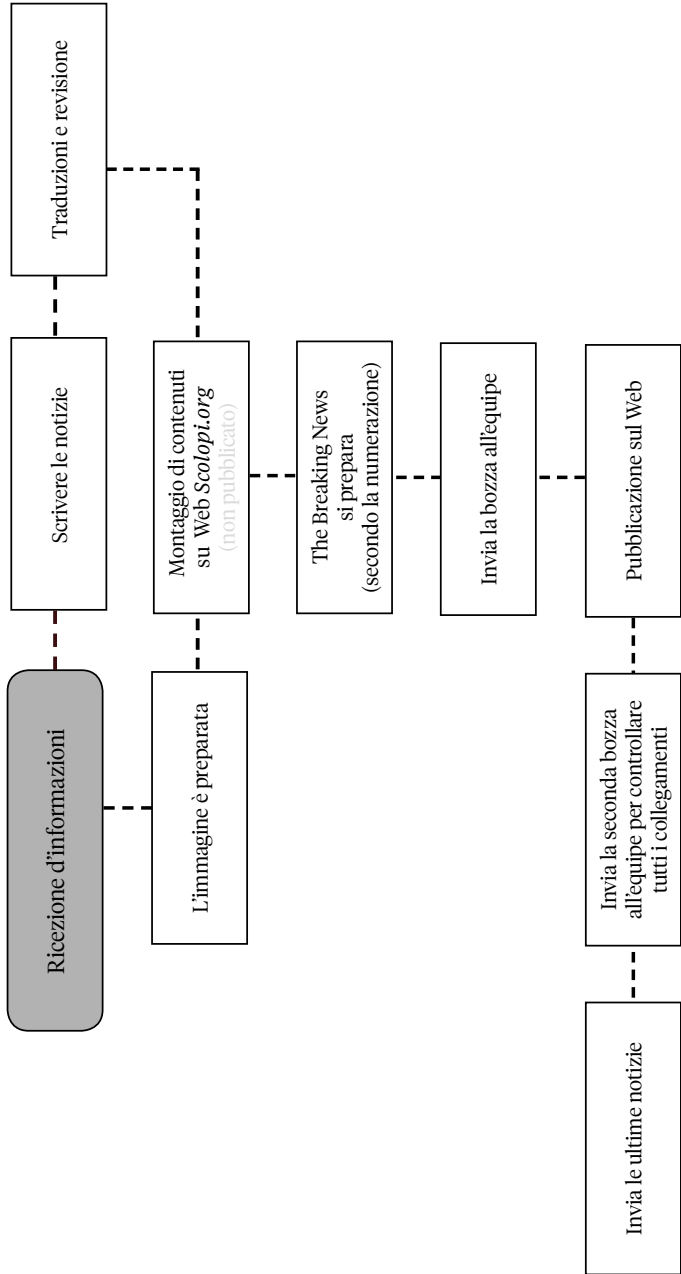 Ricezione d'informazioni
Scrivere le notizie
Traduzioni e revisione
L'immagine è preparata
Montaggio di contenuti
su Web Scolopi.org
(non pubblicato)
The Breaking News
si prepara
(secondo la numerazione)
Invia la bozza all'equipe
Pubblicazione sul Web
Invia la seconda bozza
all'equipe per controllare
tutti i collegamenti
Invia le ultime notizie